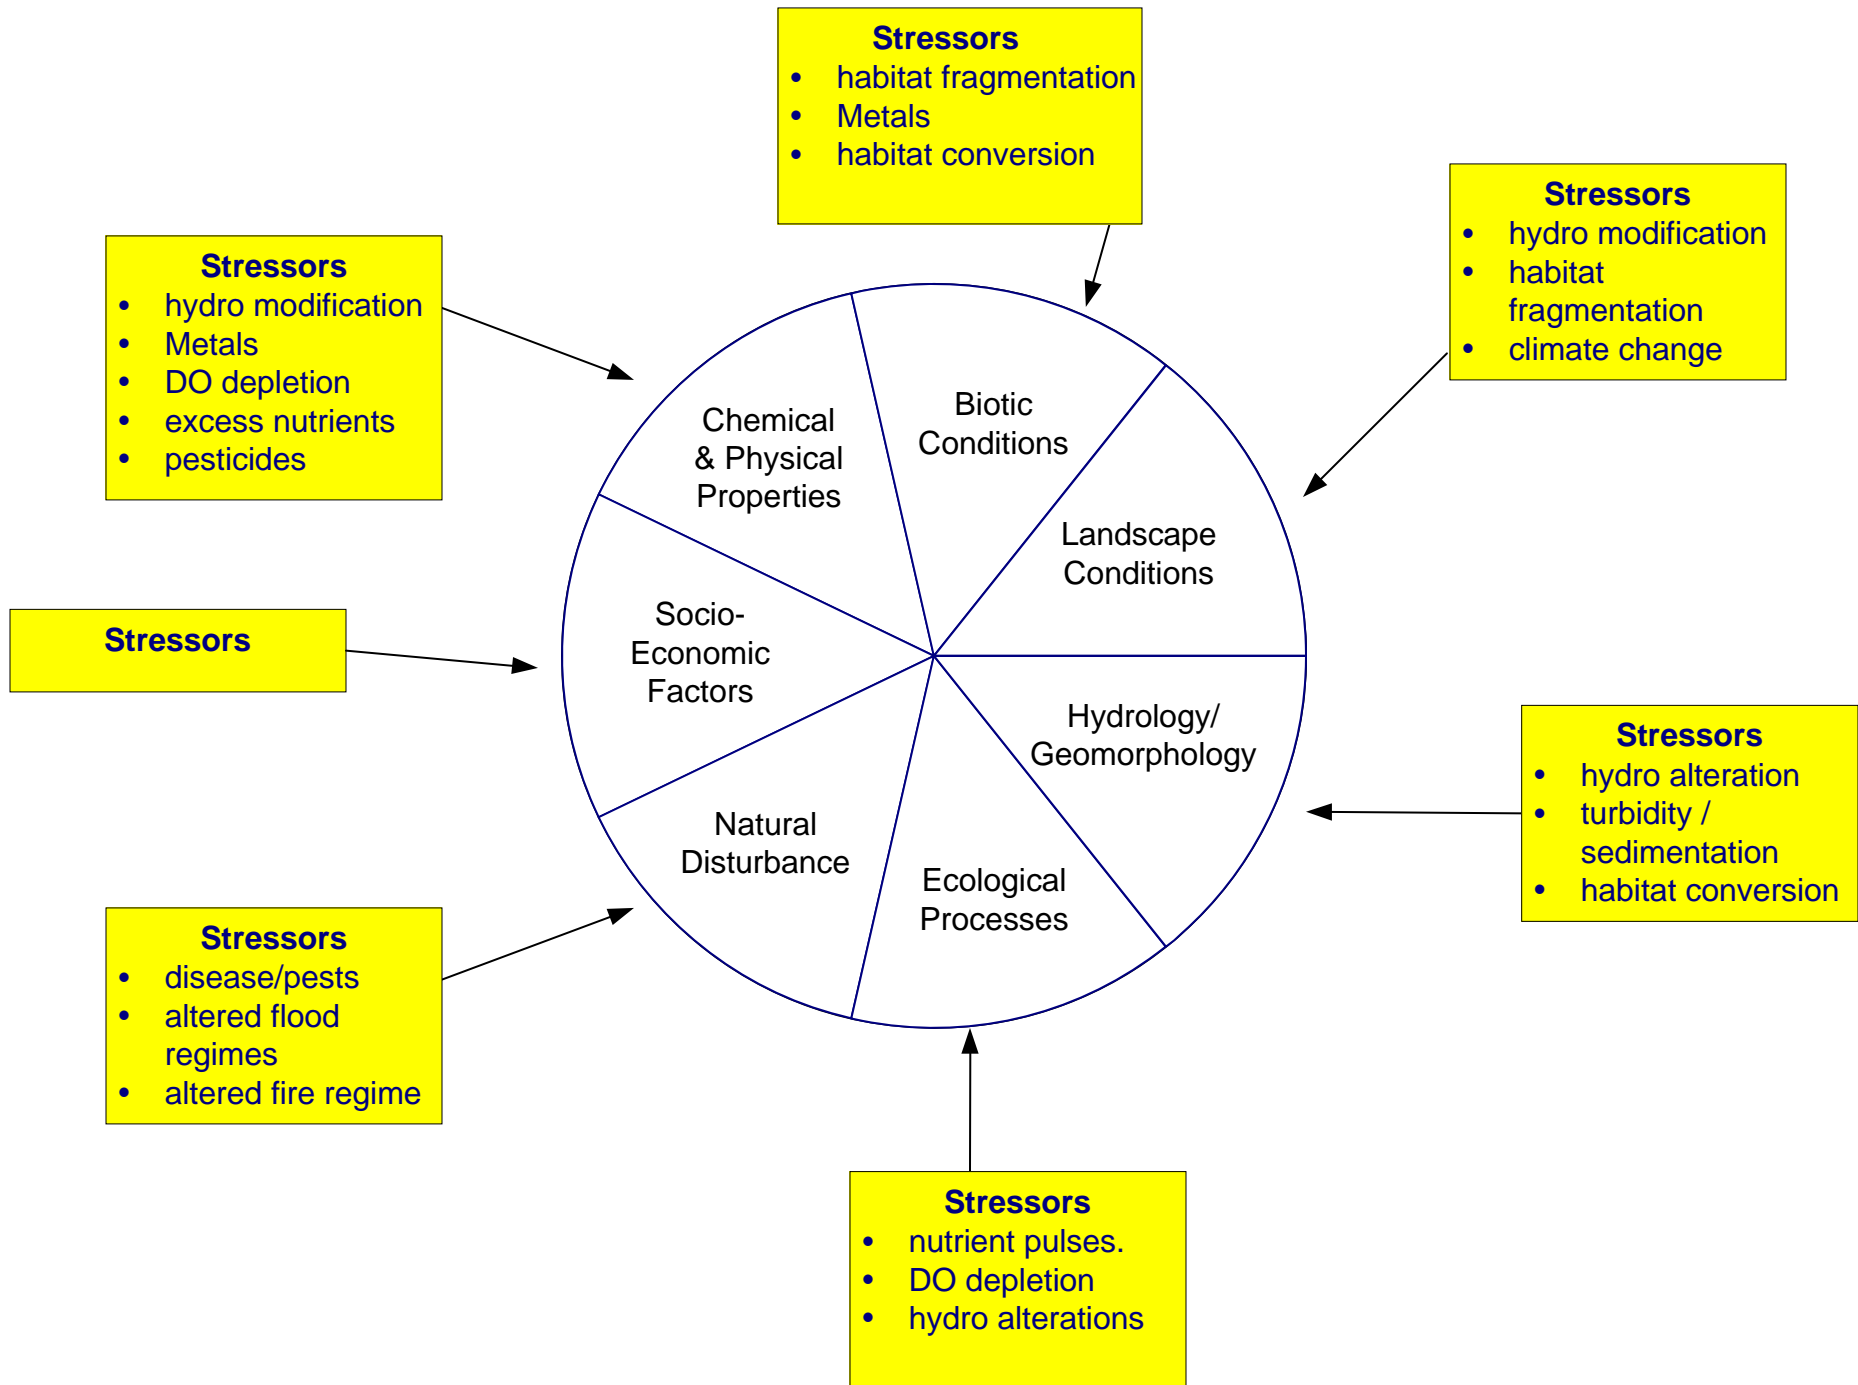 Stressors
• habitat fragmentation
• Metals
• habitat conversion
Stressors
• hydro modification
• habitat
fragmentation
• climate change
Stressors
• hydro modification
• Metals
• DO depletion
• excess nutrients
• pesticides
Biotic
Conditions
Chemical
& Physical
Properties
Landscape
Conditions
Socio-
Economic
Factors
Stressors
Hydrology/
Geomorphology
Stressors
• hydro alteration
• turbidity /
sedimentation
• habitat conversion
Natural
Disturbance
Ecological
Processes
Stressors
• disease/pests
• altered flood
regimes
• altered fire regime
Stressors
• nutrient pulses.
• DO depletion
• hydro alterations